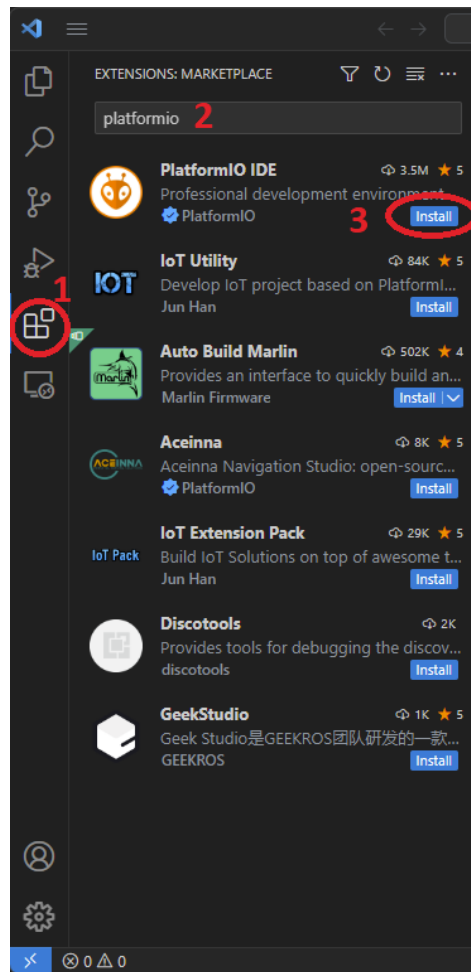 EXTENSIONS: MARKETPLACE
platformio 2
PlatformIO IDE 3.5M ★ 5
Professional development environment...
PlatformIO 3 Install
1
IoT Utility 84K ★ 5
IOT Develop IoT project based on PlatformI...
Jun Han Install
Auto Build Marlin 502K ★ 4
Marlin Provides an interface to quickly build an...
Marlin Firmware Install
Aceinna 8K ★ 5
ACEINNA Aceinna Navigation Studio: open-sourc...
PlatformIO Install
IoT Extension Pack 29K ★ 5
IoT Pack Build IoT Solutions on top of awesome t...
Jun Han Install
Discotools 2K
Provides tools for debugging the discov...
discotools Install
GeekStudio 1K ★ 5
Geek Studio是GEEKROS团队研发的一款...
GEEKROS Install
0 0